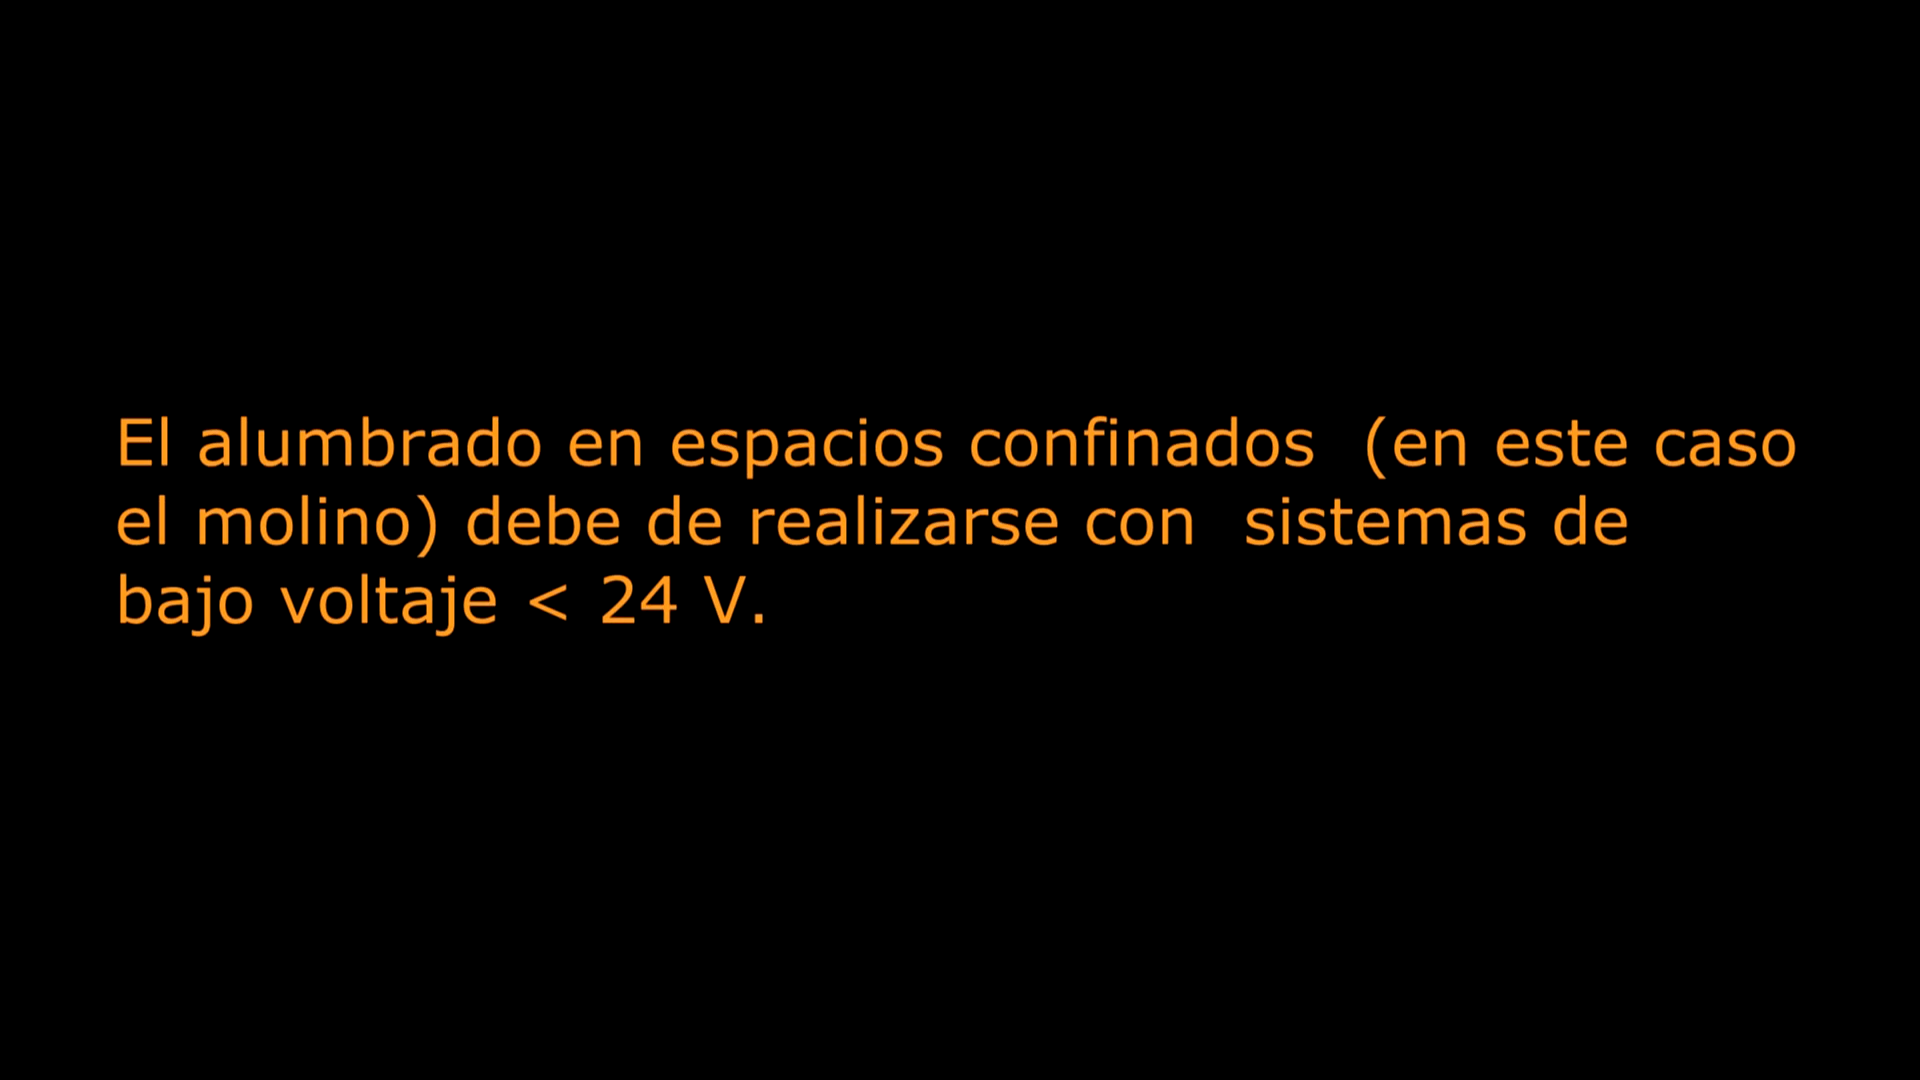 El alumbrado en espacios confinados  (en este caso
el molino) debe de realizarse con  sistemas de
bajo voltaje < 24 V.